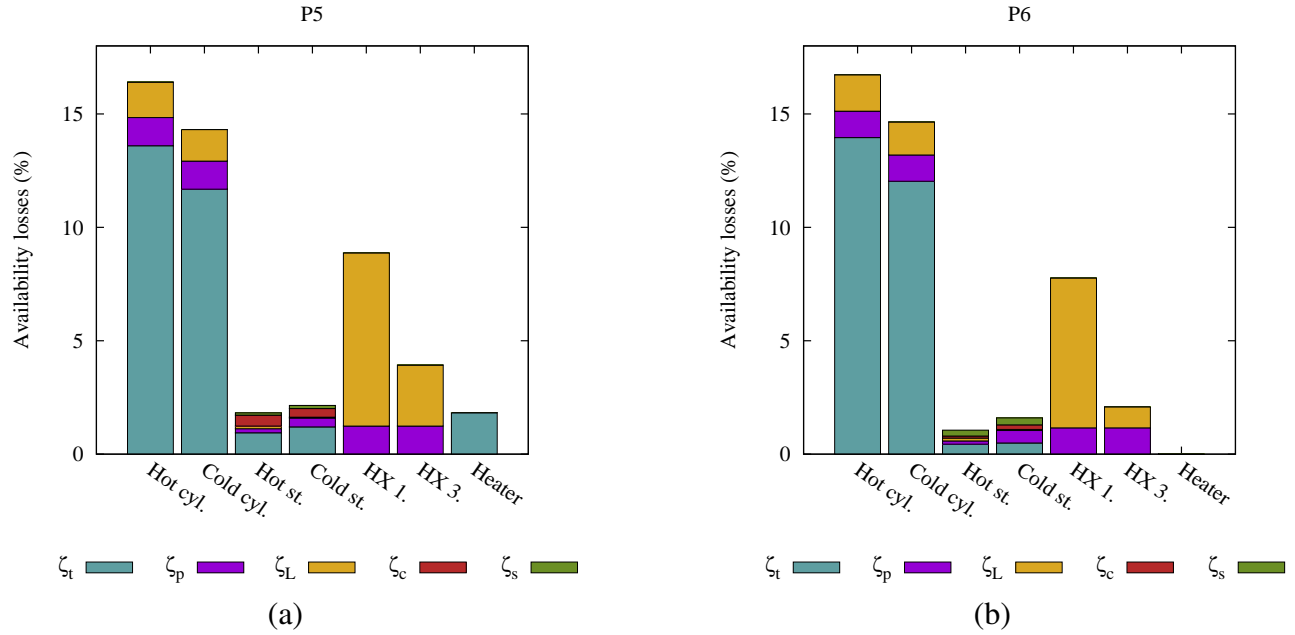 P5
Availability losses (%)
15
10
5
0
Hot cyl.
Cold cyl.
Hot st.
Cold st.
HX 1.
HX 3.
Heater
ζt
ζp
ζL
ζc
ζs
(a)
P6
Availability losses (%)
15
10
5
0
Hot cyl.
Cold cyl.
Hot st.
Cold st.
HX 1.
HX 3.
Heater
ζt
ζp
ζL
ζc
ζs
(b)